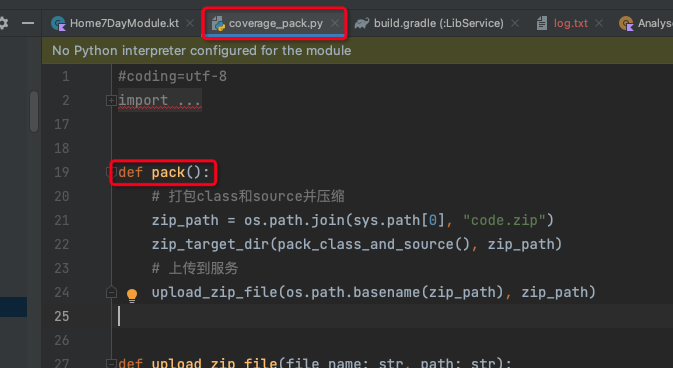 Home7DayModule.kt coverage_pack.py build.gradle (:LibService) log.txt Analys
No Python interpreter configured for the module
1 #coding=utf-8
2 import ...
17
18
19 def pack():
20 # 打包class和source并压缩
21 zip_path = os.path.join(sys.path[0], "code.zip")
22 zip_target_dir(pack_class_and_source(), zip_path)
23 # 上传到服务
24 upload_zip_file(os.path.basename(zip_path), zip_path)
25
26
27 def upload_zip_file(file_name: str, path: str):